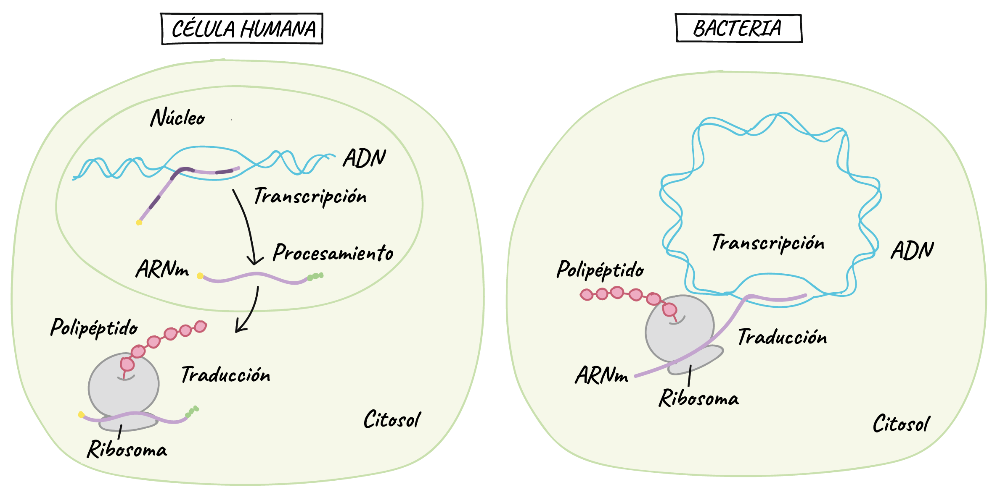 CÉLULA HUMANA
Núcleo
ADN
Transcripción
Procesamiento
ARNm
Polipéptido
Traducción
Citosol
Ribosoma
BACTERIA
Transcripción
ADN
Polipéptido
Traducción
ARNm
Ribosoma
Citosol